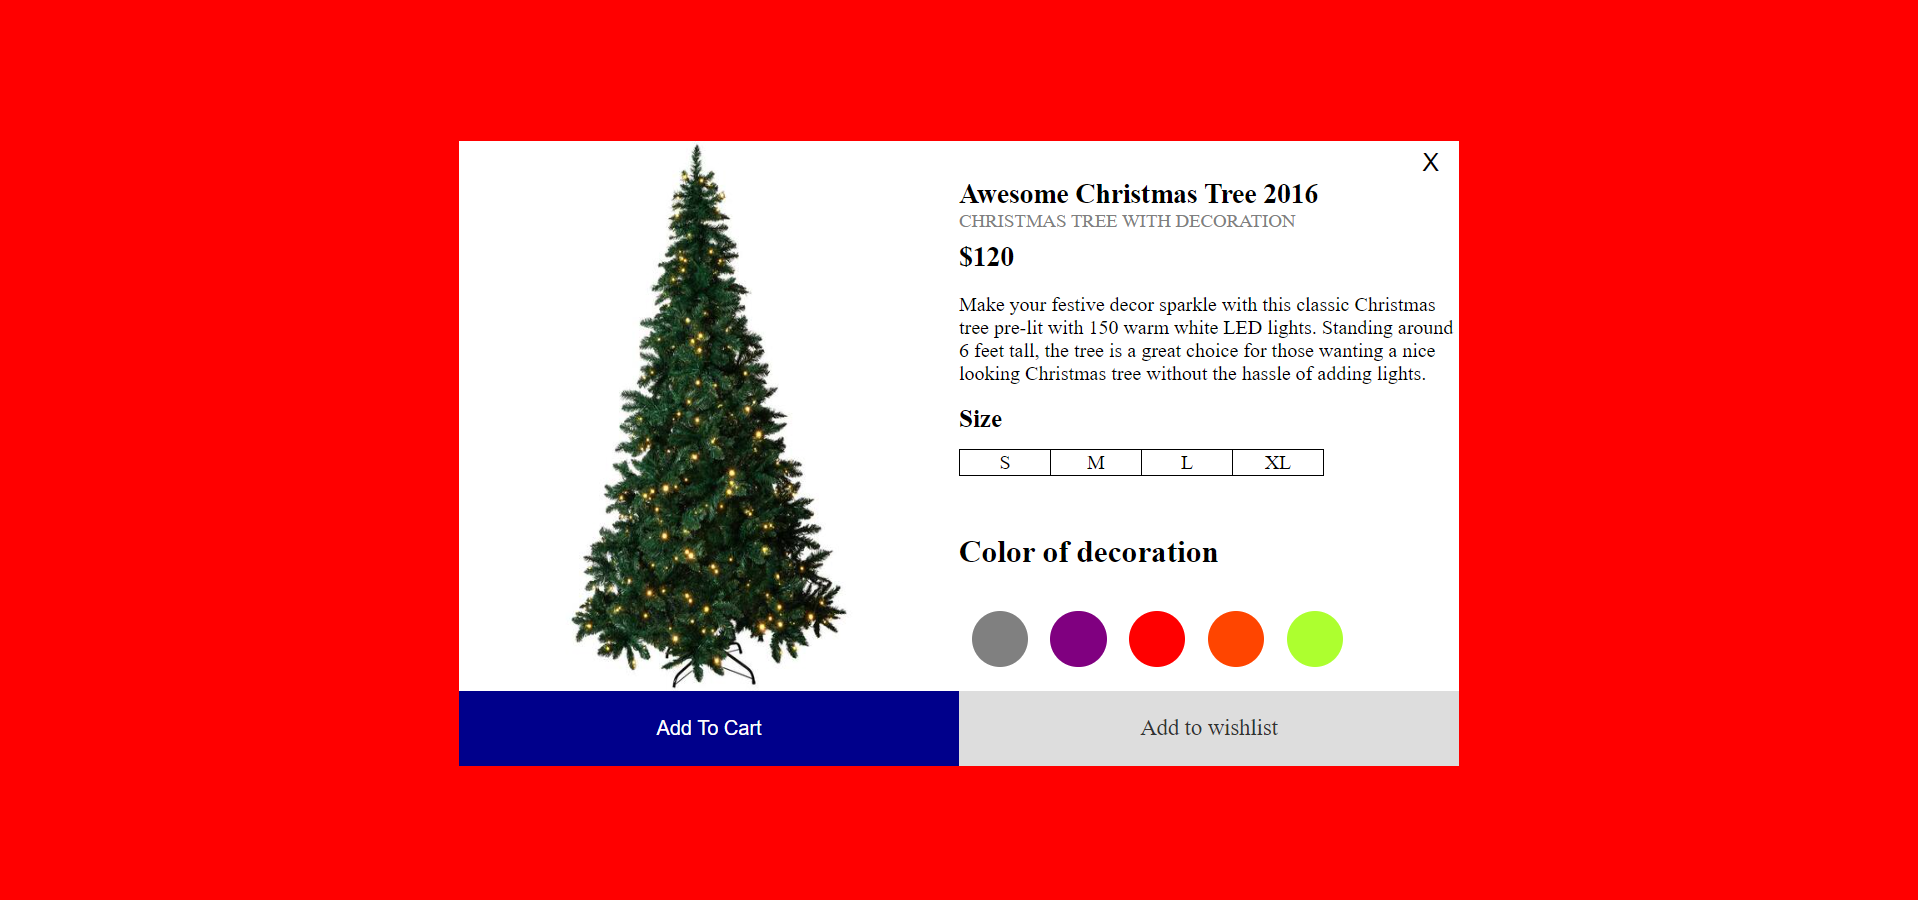 X
Awesome Christmas Tree 2016
CHRISTMAS TREE WITH DECORATION
$120
Make your festive decor sparkle with this classic Christmas
tree pre-lit with 150 warm white LED lights. Standing around
6 feet tall, the tree is a great choice for those wanting a nice
looking Christmas tree without the hassle of adding lights.
Size
S M L XL
Color of decoration
Add To Cart
Add to wishlist